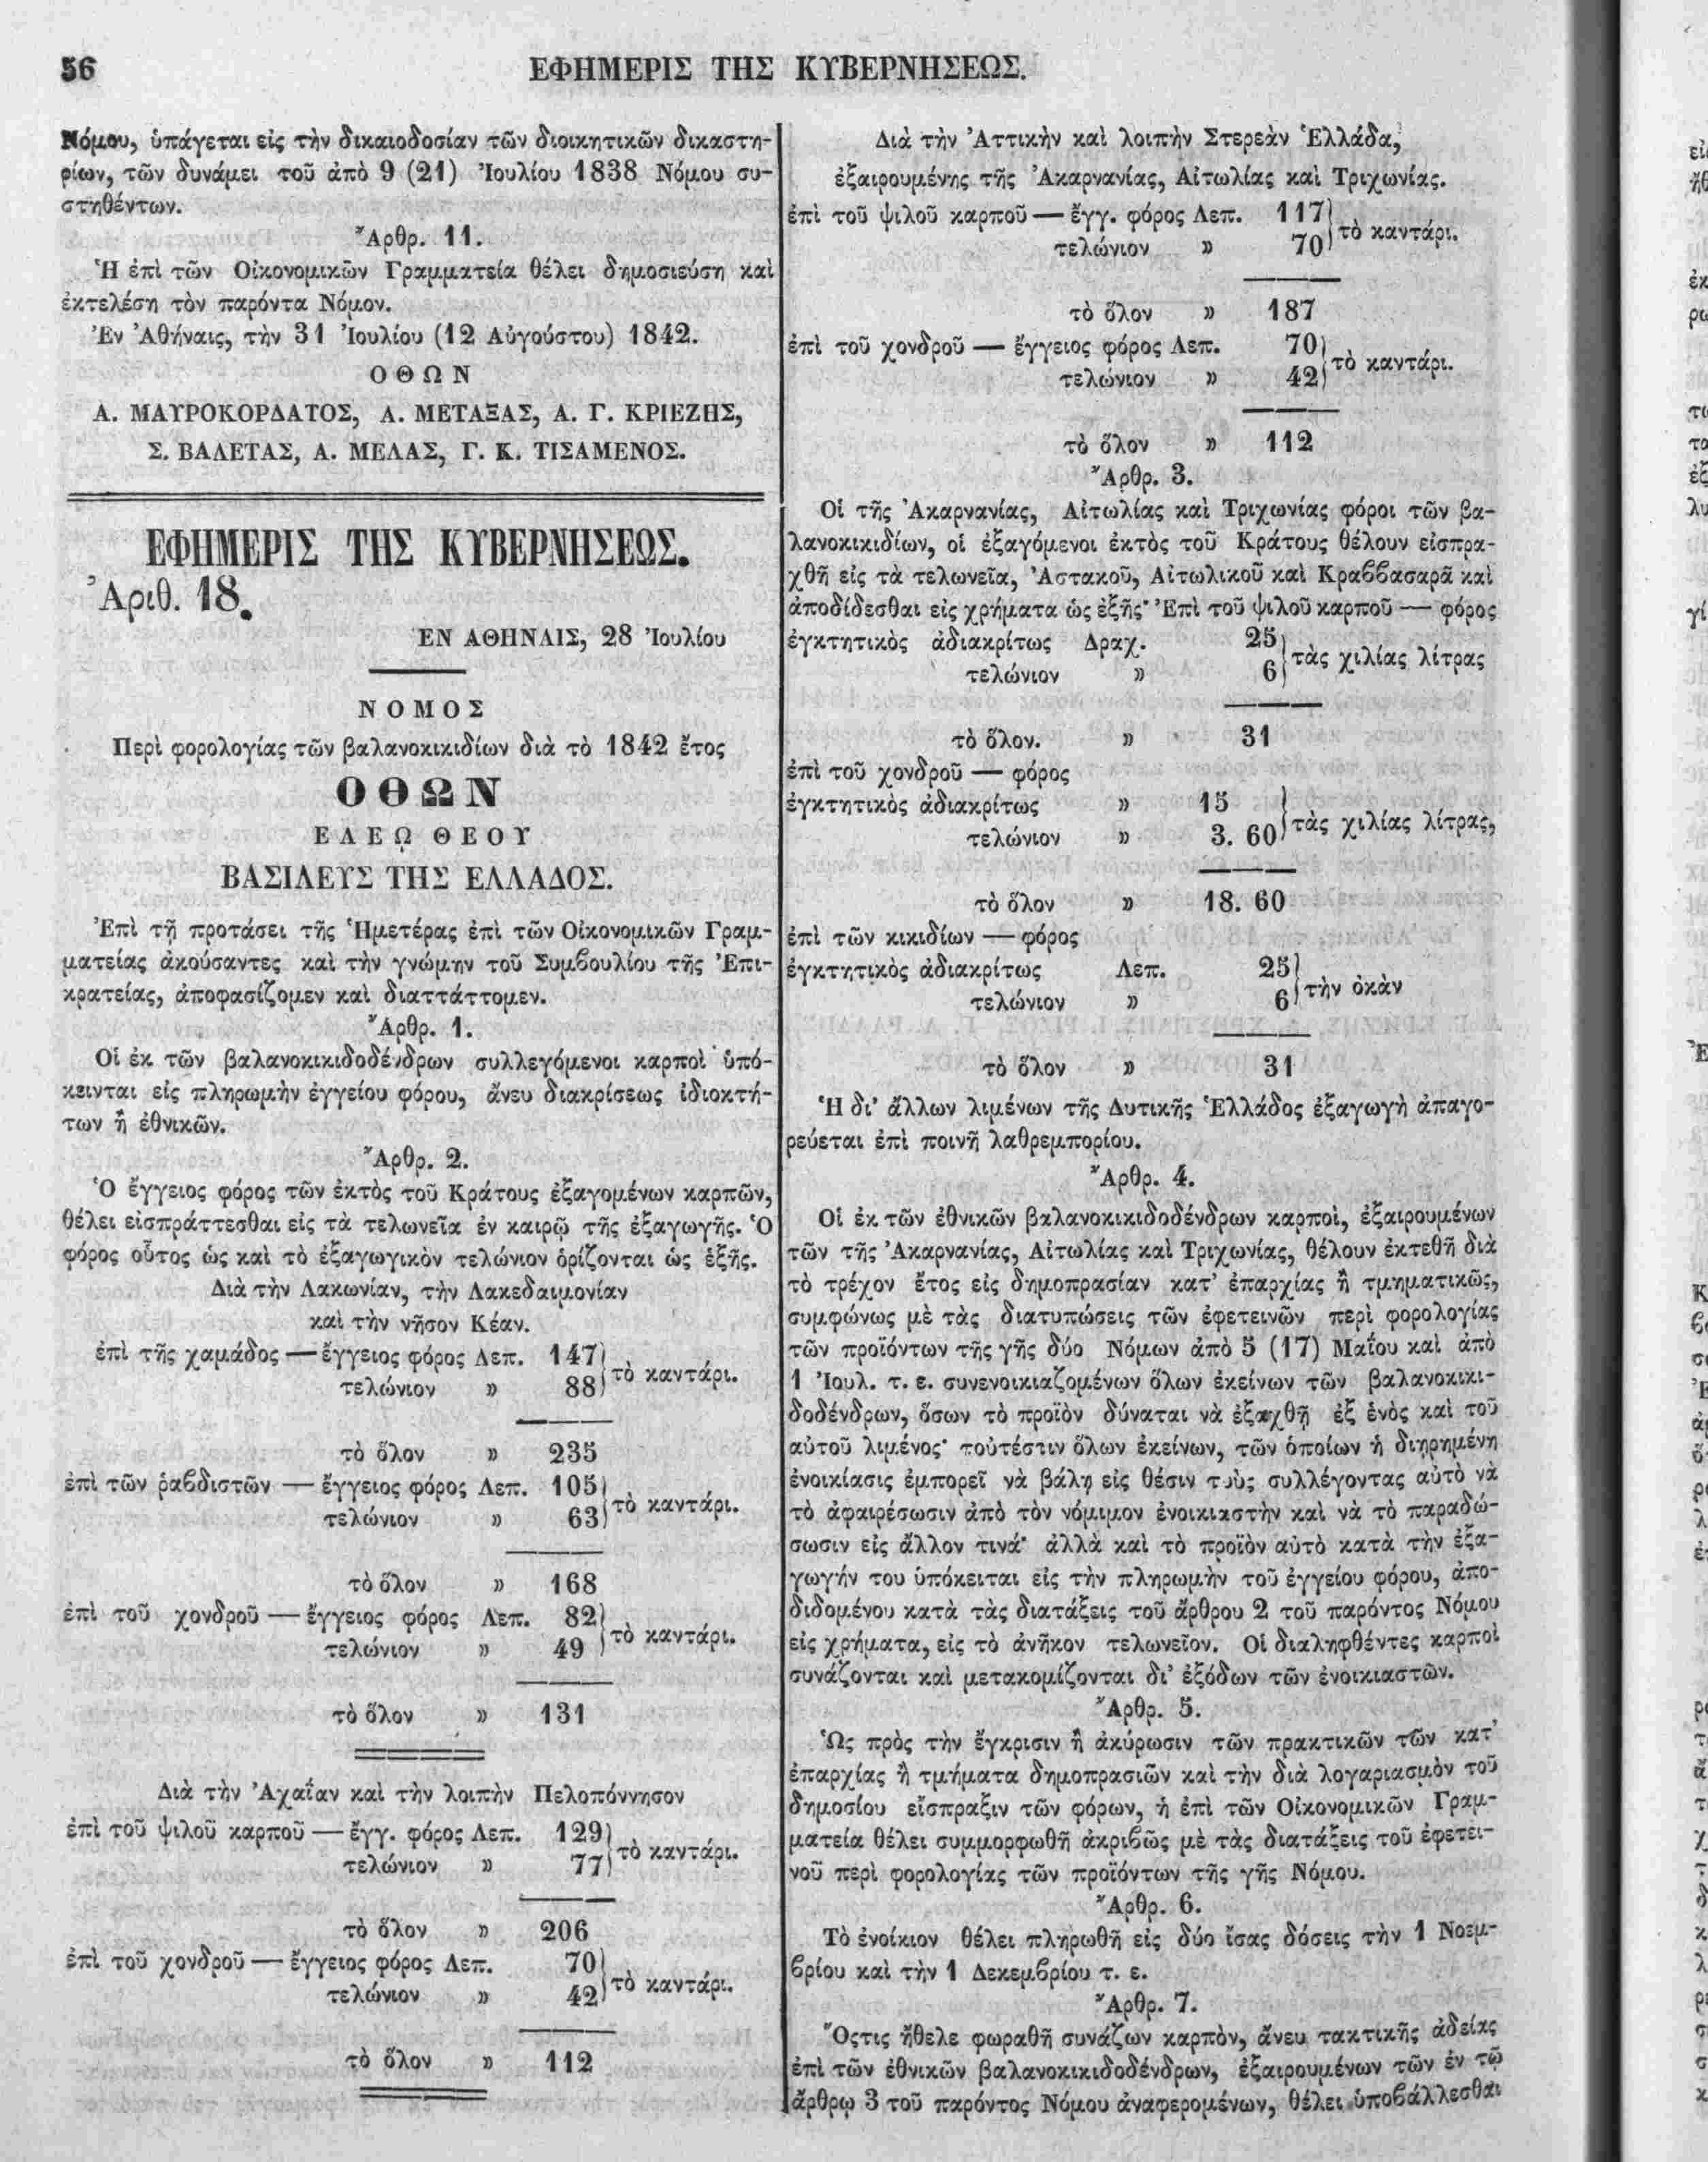 56
ΕΦΗΜΕΡΙΣ ΤΗΣ ΚΥΒΕΡΝΗΣΕΩΣ.
Νόμου, ὑπάγεται εἰς τὴν δικαιοδοσίαν τῶν διοικητικῶν δικαστη-
ρίων, τῶν δυνάμει τοῦ ἀπὸ 9 (21) Ἰουλίου 1838 Νόμου συ-
στηθέντων.
Ἄρθρ. 11.
Ἡ ἐπὶ τῶν Οἰκονομικῶν Γραμματεία θέλει δημοσιεύση καὶ
ἐκτελέση τὸν παρόντα Νόμον.
Ἐν Ἀθήναις, τὴν 31 Ἰουλίου (12 Αὐγούστου) 1842.
ΟΘΩΝ
Α. ΜΑΥΡΟΚΟΡΔΑΤΟΣ, Α. ΜΕΤΑΞΑΣ, Α. Γ. ΚΡΙΕΖΗΣ,
Σ. ΒΑΛΕΤΑΣ, Α. ΜΕΛΑΣ, Γ. Κ. ΤΙΣΑΜΕΝΟΣ.
ΕΦΗΜΕΡΙΣ ΤΗΣ ΚΥΒΕΡΝΗΣΕΩΣ.
Ἀριθ. 18.
ΕΝ ΑΘΗΝΑΙΣ, 28 Ἰουλίου
ΝΟΜΟΣ
Περὶ φορολογίας τῶν βαλανοκικιδίων διὰ τὸ 1842 ἔτος
ΟΘΩΝ
ΕΛΕῼ ΘΕΟΥ
ΒΑΣΙΛΕΥΣ ΤΗΣ ΕΛΛΑΔΟΣ.
Ἐπὶ τῇ προτάσει τῆς Ἡμετέρας ἐπὶ τῶν Οἰκονομικῶν Γραμ-
ματείας ἀκούσαντες καὶ τὴν γνώμην τοῦ Συμβουλίου τῆς Ἐπι-
κρατείας, ἀποφασίζομεν καὶ διαττάττομεν.
Ἄρθρ. 1.
Οἱ ἐκ τῶν βαλανοκικιδοδένδρων συλλεγόμενοι καρποὶ ὑπό-
κεινται εἰς πληρωμὴν ἐγγείου φόρου, ἄνευ διακρίσεως ἰδιοκτή-
των ἢ ἐθνικῶν.
Ἄρθρ. 2.
Ὁ ἔγγειος φόρος τῶν ἐκτὸς τοῦ Κράτους ἐξαγομένων καρπῶν,
θέλει εἰσπράττεσθαι εἰς τὰ τελωνεῖα ἐν καιρῷ τῆς ἐξαγωγῆς. Ὁ
φόρος οὗτος ὡς καὶ τὸ ἐξαγωγικὸν τελώνιον ὁρίζονται ὡς ἑξῆς.
Διὰ τὴν Λακωνίαν, τὴν Λακεδαιμονίαν
καὶ τὴν νῆσον Κέαν.
ἐπὶ τῆς χαμάδος — ἔγγειος φόρος Λεπ. 147
τελώνιον » 88 } τὸ καντάρι.
τὸ ὅλον » 235
ἐπὶ τῶν ῥαβδιστῶν — ἔγγειος φόρος Λεπ. 105
τελώνιον » 63 } τὸ καντάρι.
τὸ ὅλον » 168
ἐπὶ τοῦ χονδροῦ — ἔγγειος φόρος Λεπ. 82
τελώνιον » 49 } τὸ καντάρι.
τὸ ὅλον » 131
Διὰ τὴν Ἀχαΐαν καὶ τὴν λοιπὴν Πελοπόννησον
ἐπὶ τοῦ ψιλοῦ καρποῦ — ἔγγ. φόρος Λεπ. 129
τελώνιον » 77 } τὸ καντάρι.
τὸ ὅλον » 206
ἐπὶ τοῦ χονδροῦ — ἔγγειος φόρος Λεπ. 70
τελώνιον » 42 } τὸ καντάρι.
τὸ ὅλον » 112
Διὰ τὴν Ἀττικὴν καὶ λοιπὴν Στερεὰν Ἑλλάδα,
ἐξαιρουμένης τῆς Ἀκαρνανίας, Αἰτωλίας καὶ Τριχωνίας.
ἐπὶ τοῦ ψιλοῦ καρποῦ — ἔγγ. φόρος Λεπ. 117
τελώνιον » 70 } τὸ καντάρι.
τὸ ὅλον » 187
ἐπὶ τοῦ χονδροῦ — ἔγγειος φόρος Λεπ. 70
τελώνιον » 42 } τὸ καντάρι.
τὸ ὅλον » 112
Ἄρθρ. 3.
Οἱ τῆς Ἀκαρνανίας, Αἰτωλίας καὶ Τριχωνίας φόροι τῶν βα-
λανοκικιδίων, οἱ ἐξαγόμενοι ἐκτὸς τοῦ Κράτους θέλουν εἰσπρα-
χθῆ εἰς τὰ τελωνεῖα, Ἀστακοῦ, Αἰτωλικοῦ καὶ Κραββασαρᾶ καὶ
ἀποδίδεσθαι εἰς χρήματα ὡς ἑξῆς· Ἐπὶ τοῦ ψιλοῦ καρποῦ — φόρος
ἐγκτητικὸς ἀδιακρίτως Δραχ. 25
τελώνιον » 6 } τὰς χιλίας λίτρας
τὸ ὅλον. » 31
ἐπὶ τοῦ χονδροῦ — φόρος
ἐγκτητικὸς ἀδιακρίτως » 15
τελώνιον » 3. 60 } τὰς χιλίας λίτρας,
τὸ ὅλον » 18. 60
ἐπὶ τῶν κικιδίων — φόρος
ἐγκτητικὸς ἀδιακρίτως Λεπ. 25
τελώνιον » 6 } τὴν ὀκὰν
τὸ ὅλον » 31
Ἡ δι' ἄλλων λιμένων τῆς Δυτικῆς Ἑλλάδος ἐξαγωγὴ ἀπαγο-
ρεύεται ἐπὶ ποινῇ λαθρεμπορίου.
Ἄρθρ. 4.
Οἱ ἐκ τῶν ἐθνικῶν βαλανοκικιδοδένδρων καρποὶ, ἐξαιρουμένων
τῶν τῆς Ἀκαρνανίας, Αἰτωλίας καὶ Τριχωνίας, θέλουν ἐκτεθῆ διὰ
τὸ τρέχον ἔτος εἰς δημοπρασίαν κατ' ἐπαρχίας ἢ τμηματικῶς,
συμφώνως μὲ τὰς διατυπώσεις τῶν ἐφετεινῶν περὶ φορολογίας
τῶν προϊόντων τῆς γῆς δύο Νόμων ἀπὸ 5 (17) Μαΐου καὶ ἀπὸ
1 Ἰουλ. τ. ε. συνενοικιαζομένων ὅλων ἐκείνων τῶν βαλανοκικι-
δοδένδρων, ὅσων τὸ προϊὸν δύναται νὰ ἐξαχθῇ ἐξ ἑνὸς καὶ τοῦ
αὐτοῦ λιμένος· τοὐτέστιν ὅλων ἐκείνων, τῶν ὁποίων ἡ διῃρημένη
ἐνοικίασις ἐμπορεῖ νὰ βάλῃ εἰς θέσιν τοὺς συλλέγοντας αὐτὸ νὰ
τὸ ἀφαιρέσωσιν ἀπὸ τὸν νόμιμον ἐνοικιαστὴν καὶ νὰ τὸ παραδώ-
σωσιν εἰς ἄλλον τινά· ἀλλὰ καὶ τὸ προϊὸν αὐτὸ κατὰ τὴν ἐξα-
γωγήν του ὑπόκειται εἰς τὴν πληρωμὴν τοῦ ἐγγείου φόρου, ἀπο-
διδομένου κατὰ τὰς διατάξεις τοῦ ἄρθρου 2 τοῦ παρόντος Νόμου
εἰς χρήματα, εἰς τὸ ἀνῆκον τελωνεῖον. Οἱ διαληφθέντες καρποὶ
συνάζονται καὶ μετακομίζονται δι' ἐξόδων τῶν ἐνοικιαστῶν.
Ἄρθρ. 5.
Ὡς πρὸς τὴν ἔγκρισιν ἢ ἀκύρωσιν τῶν πρακτικῶν τῶν κατ'
ἐπαρχίας ἢ τμήματα δημοπρασιῶν καὶ τὴν διὰ λογαριασμὸν τοῦ
δημοσίου εἴσπραξιν τῶν φόρων, ἡ ἐπὶ τῶν Οἰκονομικῶν Γραμ-
ματεία θέλει συμμορφωθῆ ἀκριβῶς μὲ τὰς διατάξεις τοῦ ἐφετει-
νοῦ περὶ φορολογίας τῶν προϊόντων τῆς γῆς Νόμου.
Ἄρθρ. 6.
Τὸ ἐνοίκιον θέλει πληρωθῆ εἰς δύο ἴσας δόσεις τὴν 1 Νοεμ-
βρίου καὶ τὴν 1 Δεκεμβρίου τ. ε.
Ἄρθρ. 7.
Ὅστις ἤθελε φωραθῆ συνάζων καρπὸν, ἄνευ τακτικῆς ἀδείας
ἐπὶ τῶν ἐθνικῶν βαλανοκικιδοδένδρων, ἐξαιρουμένων τῶν ἐν τῷ
ἄρθρῳ 3 τοῦ παρόντος Νόμου ἀναφερομένων, θέλει ὑποβάλλεσθαι